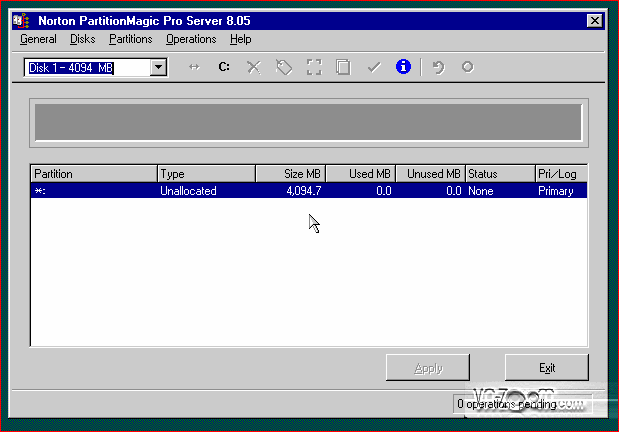 Norton PartitionMagic Pro Server 8.05
General Disks Partitions Operations Help
Disk 1 - 4094 MB
C:
Partition Type Size MB Used MB Unused MB Status Pri/Log
*: Unallocated 4,094.7 0.0 0.0 None Primary
Apply Exit
0 operations pending